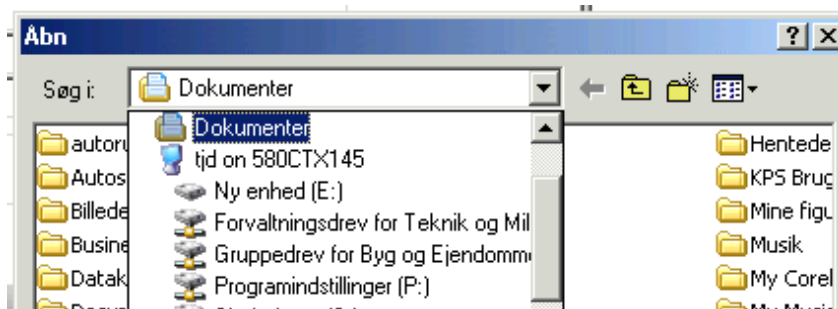 Åbn
Søg i: Dokumenter
Dokumenter
tjd on 580CTX145
Ny enhed (E:)
Forvaltningsdrev for Teknik og Mil
Gruppedrev for Byg og Ejendomm
Programindstillinger (P:)
autoru
Autos
Billede
Busine
Datak
Hentede
KPS Brug
Mine figu
Musik
My Corel